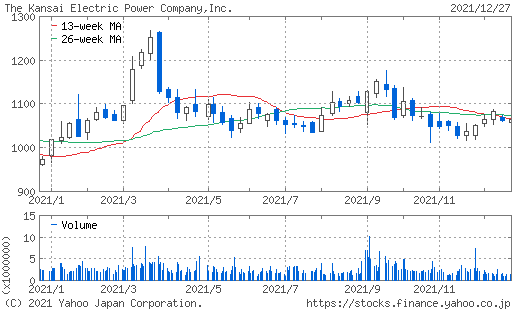 The Kansai Electric Power Company,Inc. 2021/12/27
1300
13-week MA
26-week MA
1200
1100
1000
900
2021/1 2021/3 2021/5 2021/7 2021/9 2021/11
15
Volume
10
5
0
(x1000000)
2021/1 2021/3 2021/5 2021/7 2021/9 2021/11
(C) 2021 Yahoo Japan Corporation. https://stocks.finance.yahoo.co.jp